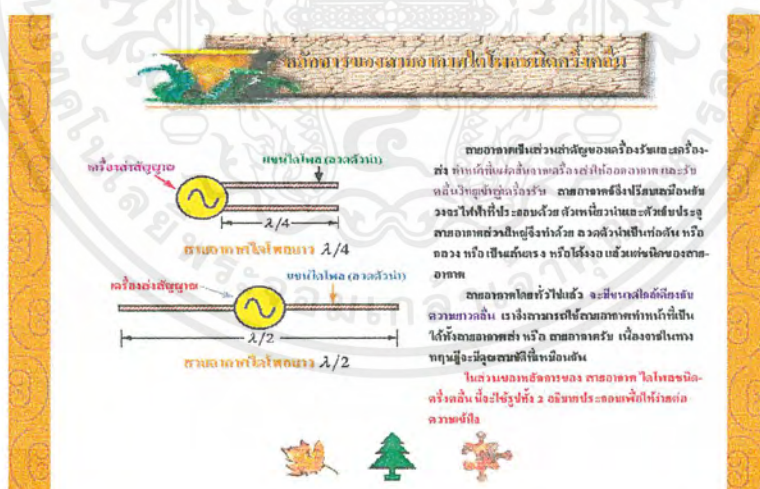 หลักการของสายอากาศไดโพลชนิดครึ่งคลื่น
เครื่องส่งสัญญาณ
แขนไดโพล (ลวดตัวนำ)
λ/4
สายอากาศไดโพลยาว λ/4
เครื่องส่งสัญญาณ
แขนไดโพล (ลวดตัวนำ)
λ/2
สายอากาศไดโพลยาว λ/2
สายอากาศเป็นส่วนสำคัญของเครื่องรับและเครื่อง-
ส่ง ทำหน้าที่แผ่คลื่นจากเครื่องส่งให้ออกอากาศ และรับ
คลื่นวิทยุเข้าสู่เครื่องรับ สายอากาศจึงเปรียบเสมือนกับ
วงจรไฟฟ้าที่ประกอบด้วย ตัวเหนี่ยวนำและตัวเก็บประจุ
สายอากาศส่วนใหญ่จึงทำด้วย ลวดตัวนำเป็นท่อตัน หรือ
กลวง หรือ เป็นเส้นตรง หรือโค้งงอ แล้วแต่ชนิดของสาย-
อากาศ
สายอากาศโดยทั่วไปแล้ว จะมีขนาดใกล้เคียงกับ
ความยาวคลื่น เราจึงสามารถใช้สายอากาศทำหน้าที่เป็น
ได้ทั้งสายอากาศส่ง หรือ สายอากาศรับ เนื่องจากในทาง
ทฤษฎีจะมีคุณสมบัติที่เหมือนกัน
ในส่วนของหลักการของ สายอากาศ ไดโพลชนิด-
ครึ่งคลื่น นี้จะใช้รูปทั้ง 2 อธิบายประกอบเพื่อให้ง่ายต่อ
ความเข้าใจ